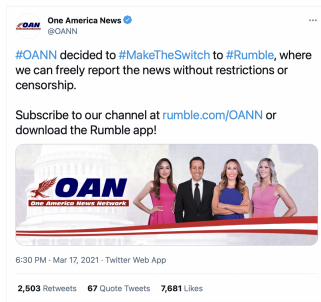 One America News
@OANN
#OANN decided to #MakeTheSwitch to #Rumble, where
we can freely report the news without restrictions or
censorship.
Subscribe to our channel at rumble.com/OANN or
download the Rumble app!
OAN
One America News Network
6:30 PM · Mar 17, 2021 · Twitter Web App
2,503 Retweets 67 Quote Tweets 7,681 Likes